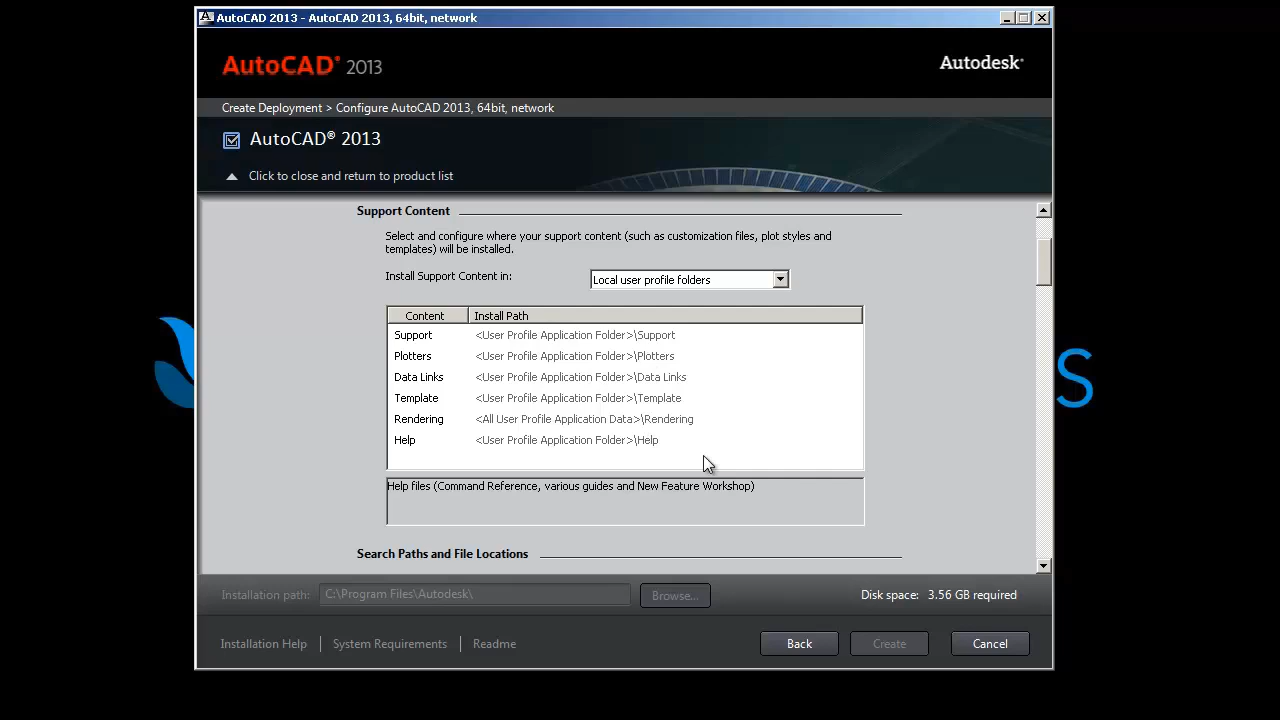 AutoCAD 2013 - AutoCAD 2013, 64bit, network
AutoCAD® 2013
Autodesk®
Create Deployment > Configure AutoCAD 2013, 64bit, network
AutoCAD® 2013
Click to close and return to product list
Support Content
Select and configure where your support content (such as customization files, plot styles and
templates) will be installed.
Install Support Content in:
Local user profile folders
Content Install Path
Support <User Profile Application Folder>\Support
Plotters <User Profile Application Folder>\Plotters
Data Links <User Profile Application Folder>\Data Links
Template <User Profile Application Folder>\Template
Rendering <All User Profile Application Data>\Rendering
Help <User Profile Application Folder>\Help
Help files (Command Reference, various guides and New Feature Workshop)
S
Search Paths and File Locations
Installation path: C:\Program Files\Autodesk\ Browse... Disk space: 3.56 GB required
Installation Help System Requirements Readme Back Create Cancel